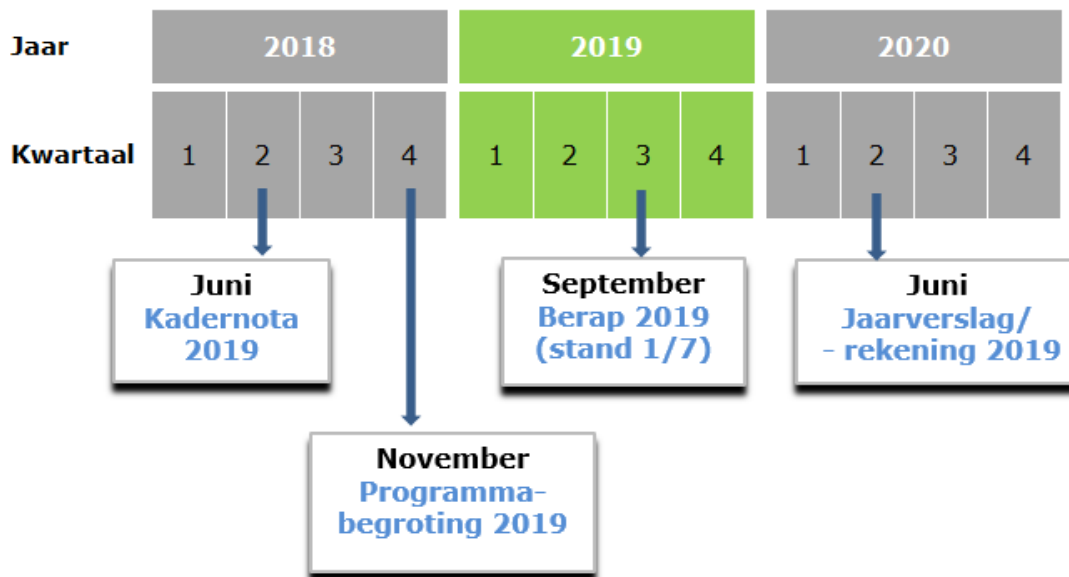 Jaar 2018 2019 2020
Kwartaal 1 2 3 4 1 2 3 4 1 2 3 4
Juni
Kadernota
2019
November
Programma-
begroting 2019
September
Berap 2019
(stand 1/7)
Juni
Jaarverslag/
- rekening 2019